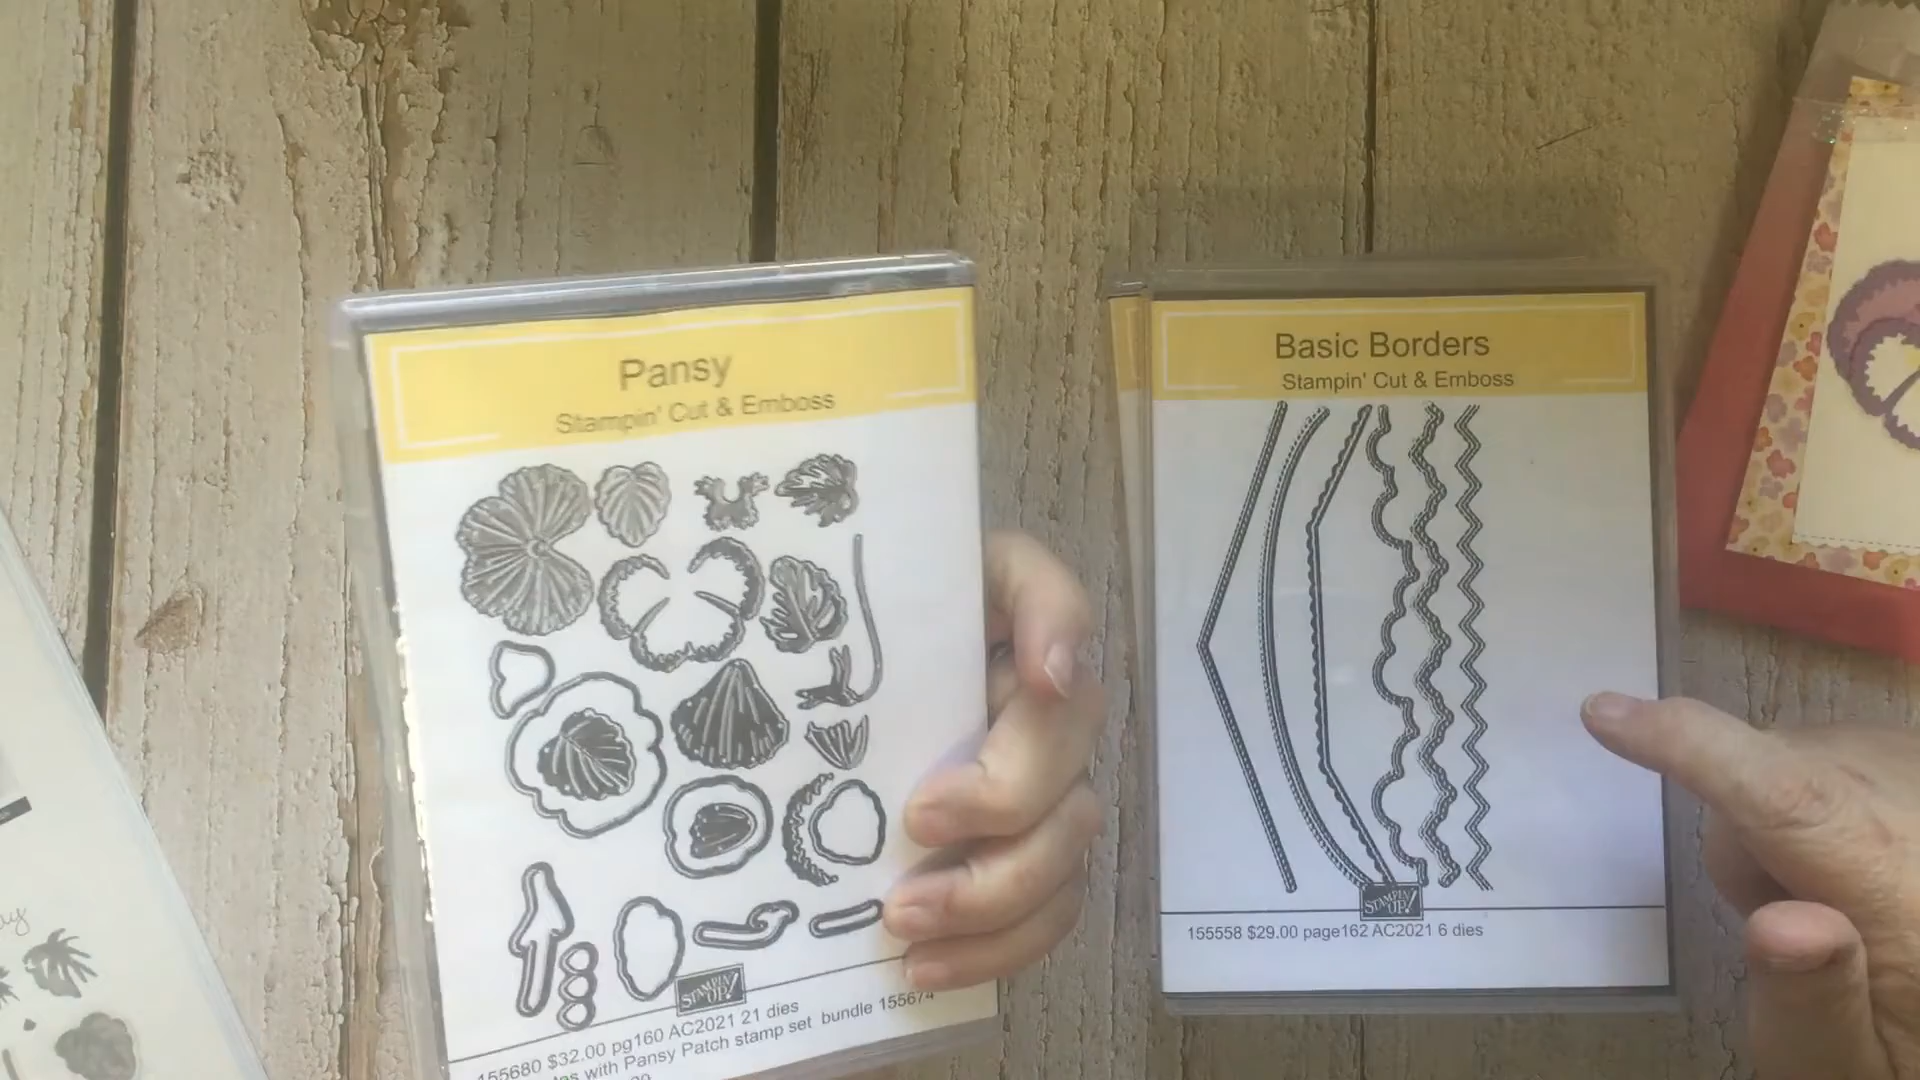 Pansy
Stampin' Cut & Emboss
STAMPIN' UP!
155680 $32.00 pg160 AC2021 21 dies
with Pansy Patch stamp set bundle 155674
Basic Borders
Stampin' Cut & Emboss
STAMPIN' UP!
155558 $29.00 page162 AC2021 6 dies